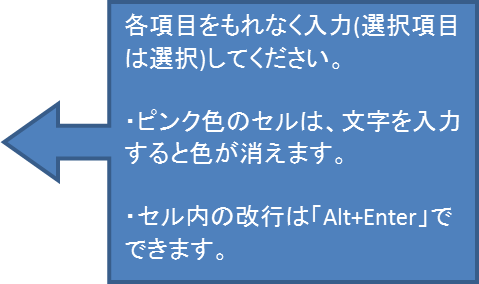 各項目をもれなく入力(選択項目
は選択)してください。
・ピンク色のセルは、文字を入力
すると色が消えます。
・セル内の改行は「Alt+Enter」で
できます。